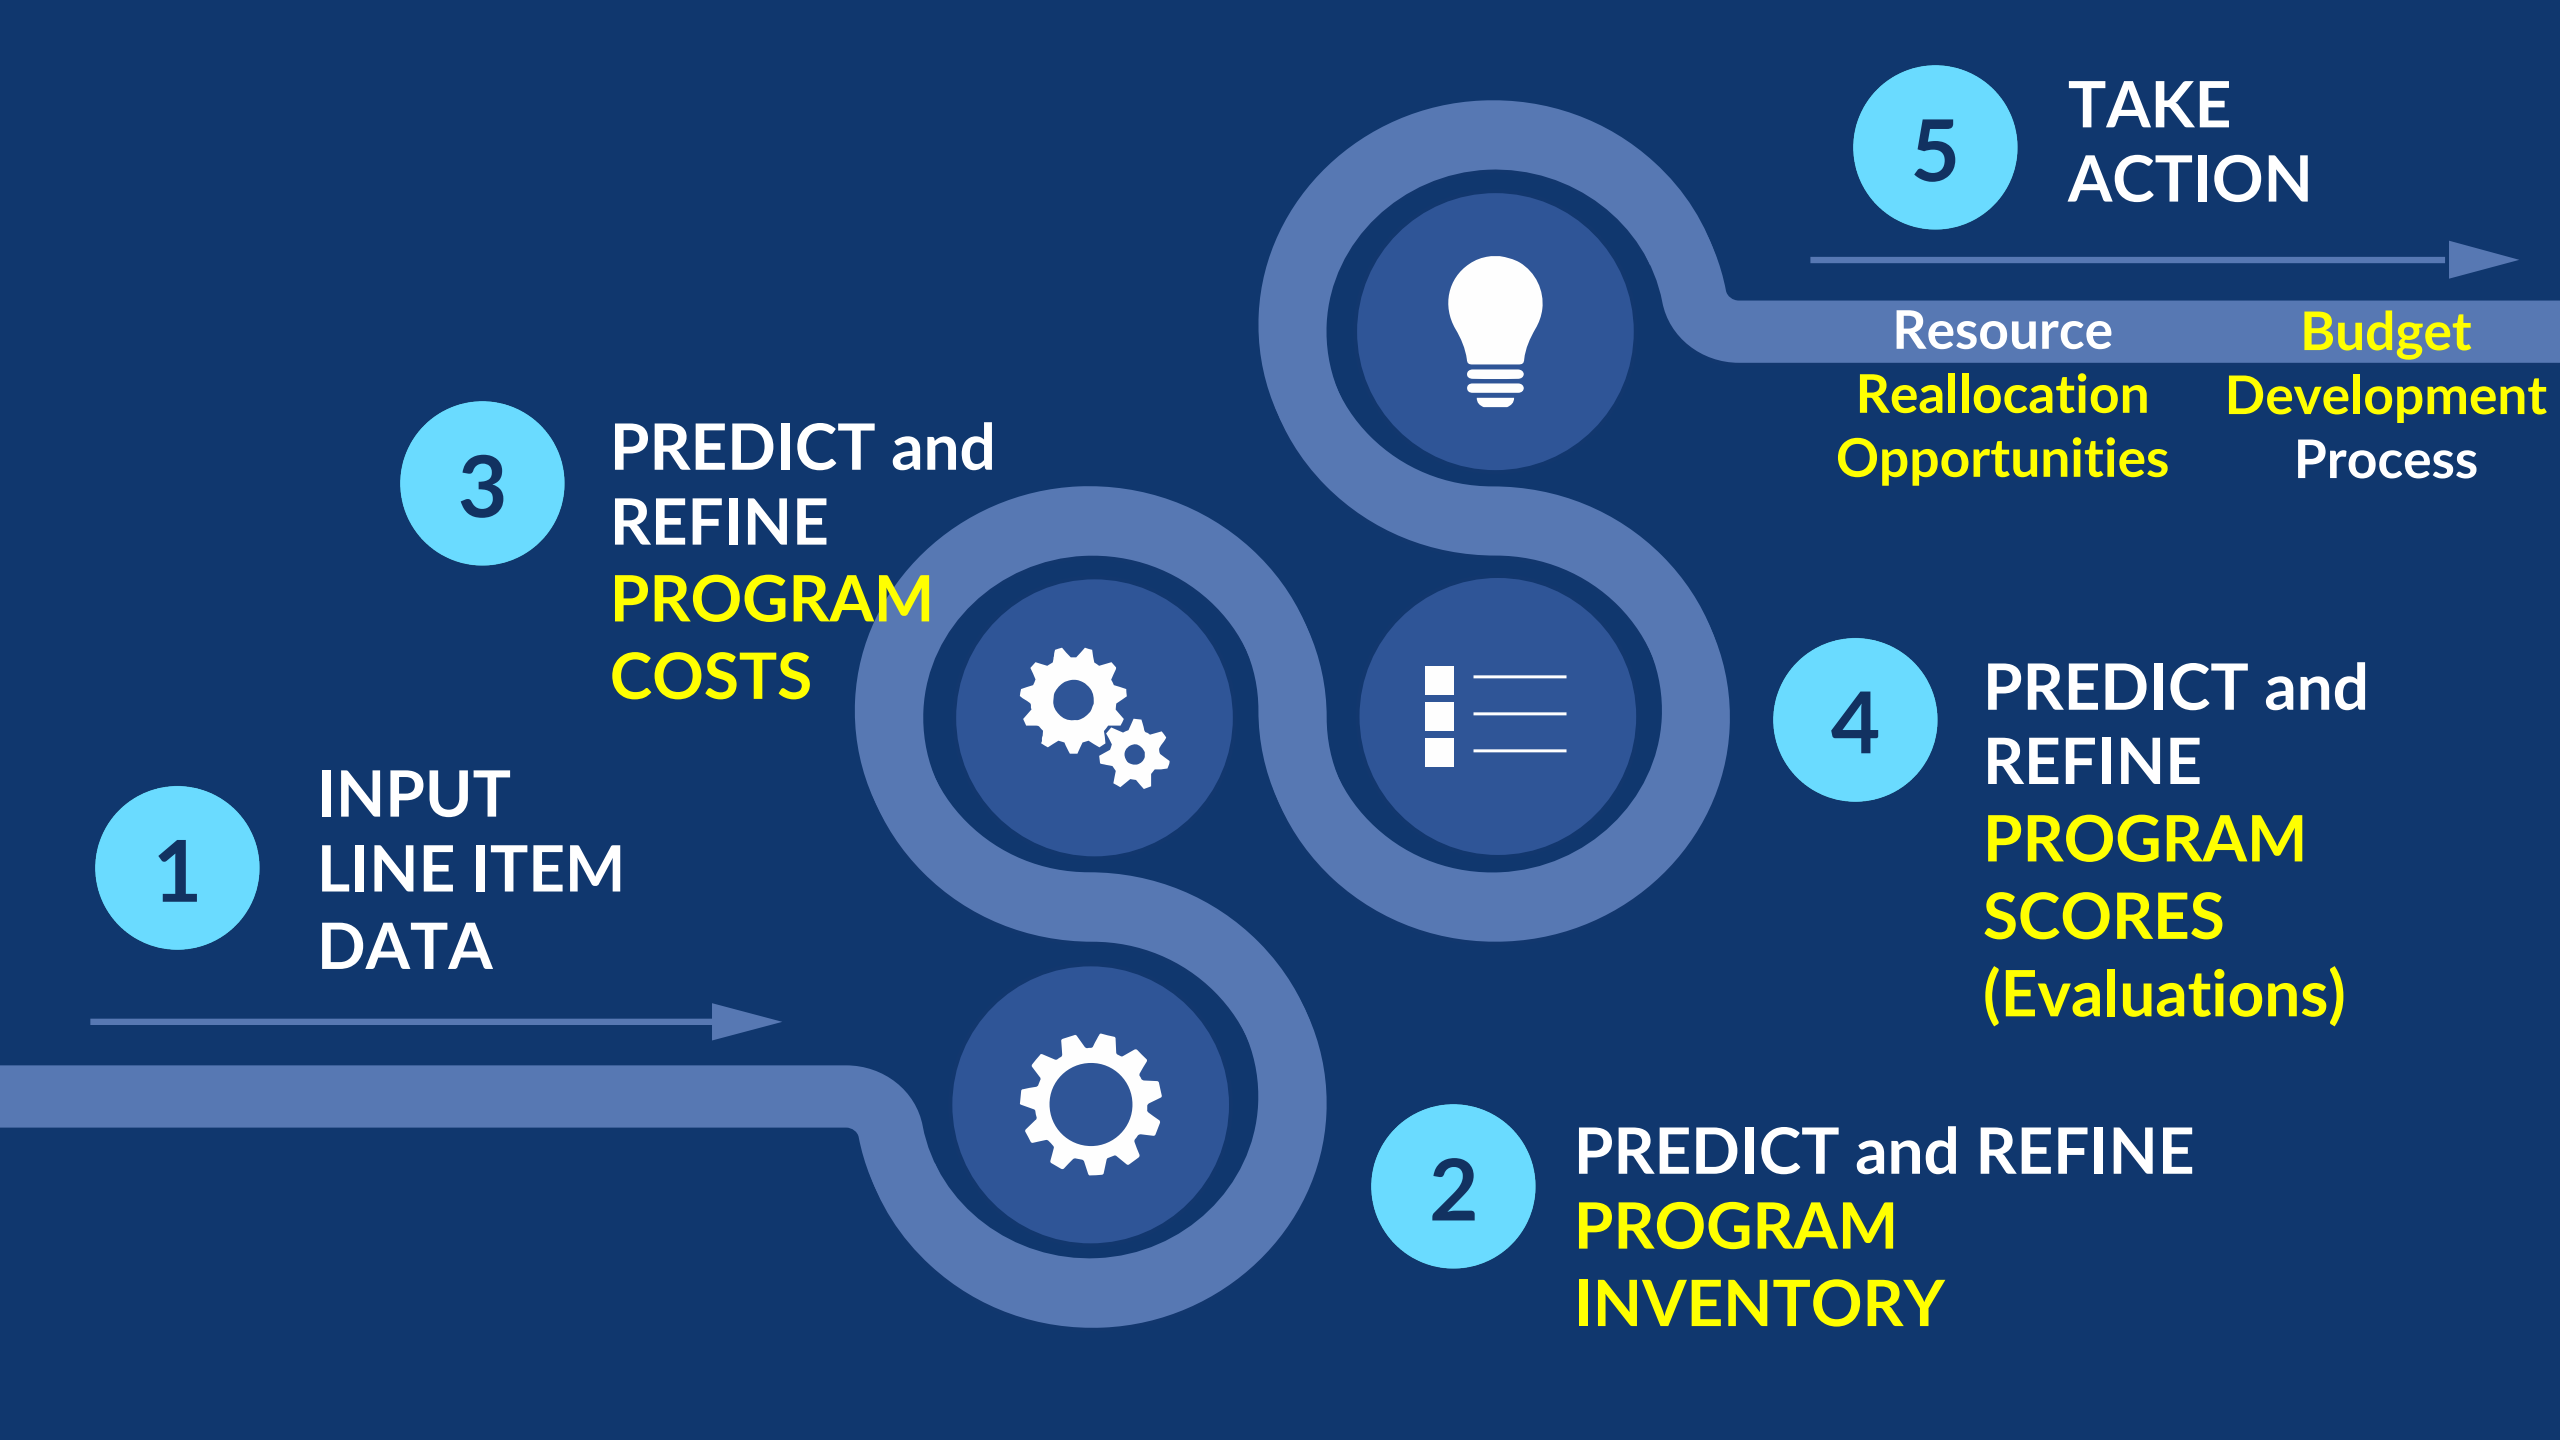 1
INPUT
LINE ITEM
DATA
2
PREDICT and REFINE
PROGRAM
INVENTORY
3
PREDICT and
REFINE
PROGRAM
COSTS
4
PREDICT and
REFINE
PROGRAM
SCORES
(Evaluations)
5
TAKE
ACTION
Resource
Reallocation
Opportunities
Budget
Development
Process